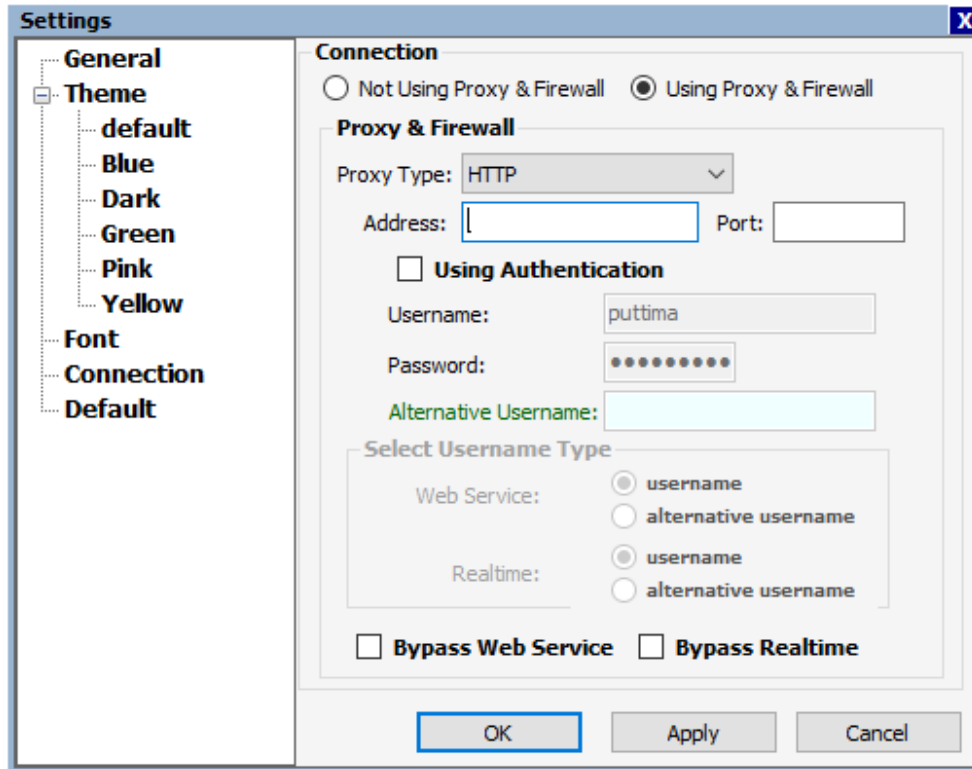 Settings
X
General
Theme
default
Blue
Dark
Green
Pink
Yellow
Font
Connection
Default
Connection
Not Using Proxy & Firewall Using Proxy & Firewall
Proxy & Firewall
Proxy Type: HTTP
Address: Port:
Using Authentication
Username: puttima
Password: •••••••••
Alternative Username:
Select Username Type
Web Service: username
alternative username
Realtime: username
alternative username
Bypass Web Service Bypass Realtime
OK Apply Cancel